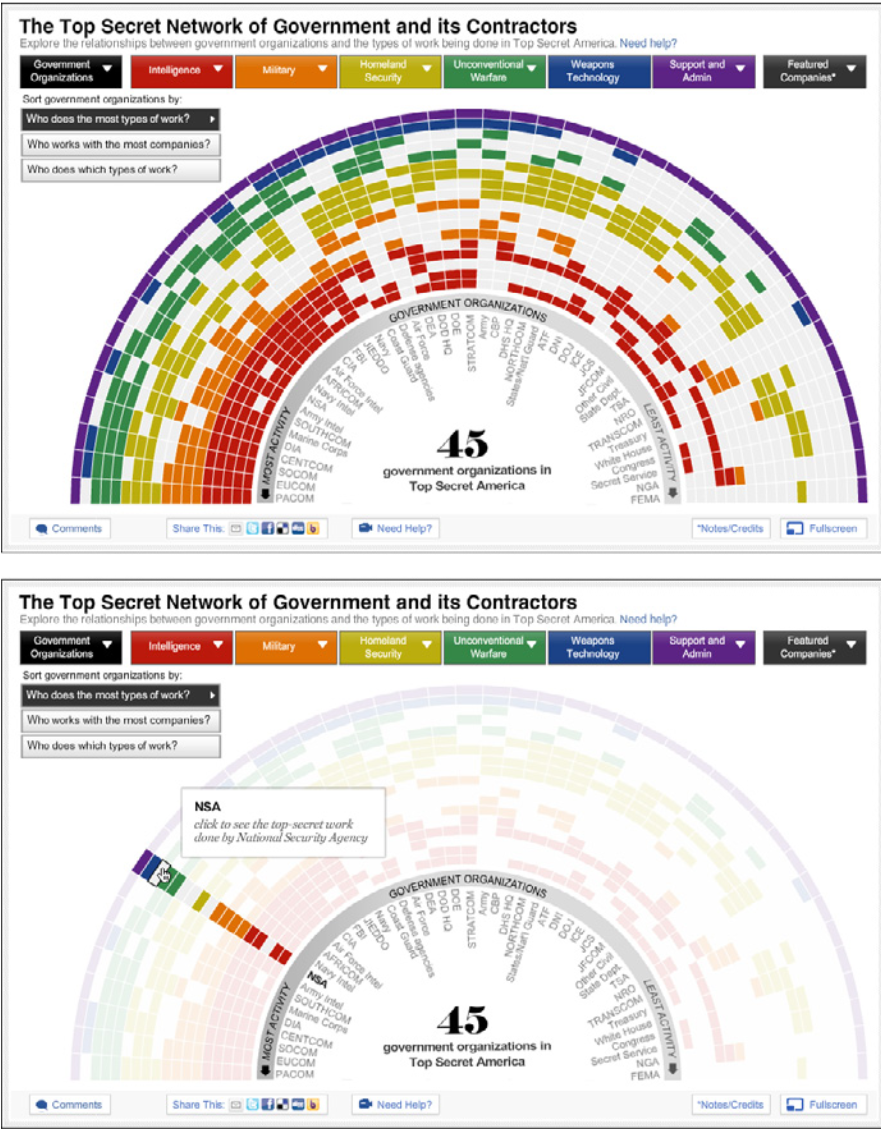 The Top Secret Network of Government and its Contractors
Explore the relationships between government organizations and the types of work being done in Top Secret America. Need help?
Government Organizations
Intelligence
Military
Homeland Security
Unconventional Warfare
Weapons Technology
Support and Admin
Featured Companies*
Sort government organizations by:
Who does the most types of work?
Who works with the most companies?
Who does which types of work?
GOVERNMENT ORGANIZATIONS
MOST ACTIVITY
LEAST ACTIVITY
PACOM
EUCOM
SOCOM
CENTCOM
DIA
Marine Corps
SOUTHCOM
Army Intel
NSA
Navy Intel
AFRICOM
Air Force Intel
CIA
FBI
JIEDDO
Navy
Coast Guard
Defense agencies
Air Force
DEA
DOD HQ
DOE
STRATCOM
Army
CBP
DHS HQ
NORTHCOM
States/Nat'l Guard
ATF
DNI
DOJ
ICE
JCS
JFCOM
Other Civil
State Dept.
TSA
NRO
TRANSCOM
Treasury
White House
Congress
Secret Service
NGA
FEMA
45
government organizations in
Top Secret America
Comments
Share This:
Need Help?
*Notes/Credits
Fullscreen
The Top Secret Network of Government and its Contractors
Explore the relationships between government organizations and the types of work being done in Top Secret America. Need help?
Government Organizations
Intelligence
Military
Homeland Security
Unconventional Warfare
Weapons Technology
Support and Admin
Featured Companies*
Sort government organizations by:
Who does the most types of work?
Who works with the most companies?
Who does which types of work?
NSA
click to see the top-secret work
done by National Security Agency
GOVERNMENT ORGANIZATIONS
MOST ACTIVITY
LEAST ACTIVITY
PACOM
EUCOM
SOCOM
CENTCOM
DIA
Marine Corps
SOUTHCOM
Army Intel
NSA
Navy Intel
AFRICOM
Air Force Intel
CIA
FBI
JIEDDO
Navy
Coast Guard
Defense agencies
Air Force
DEA
DOD HQ
DOE
STRATCOM
Army
CBP
DHS HQ
NORTHCOM
States/Nat'l Guard
ATF
DNI
DOJ
ICE
JCS
JFCOM
Other Civil
State Dept.
TSA
NRO
TRANSCOM
Treasury
White House
Congress
Secret Service
NGA
FEMA
45
government organizations in
Top Secret America
Comments
Share This:
Need Help?
*Notes/Credits
Fullscreen